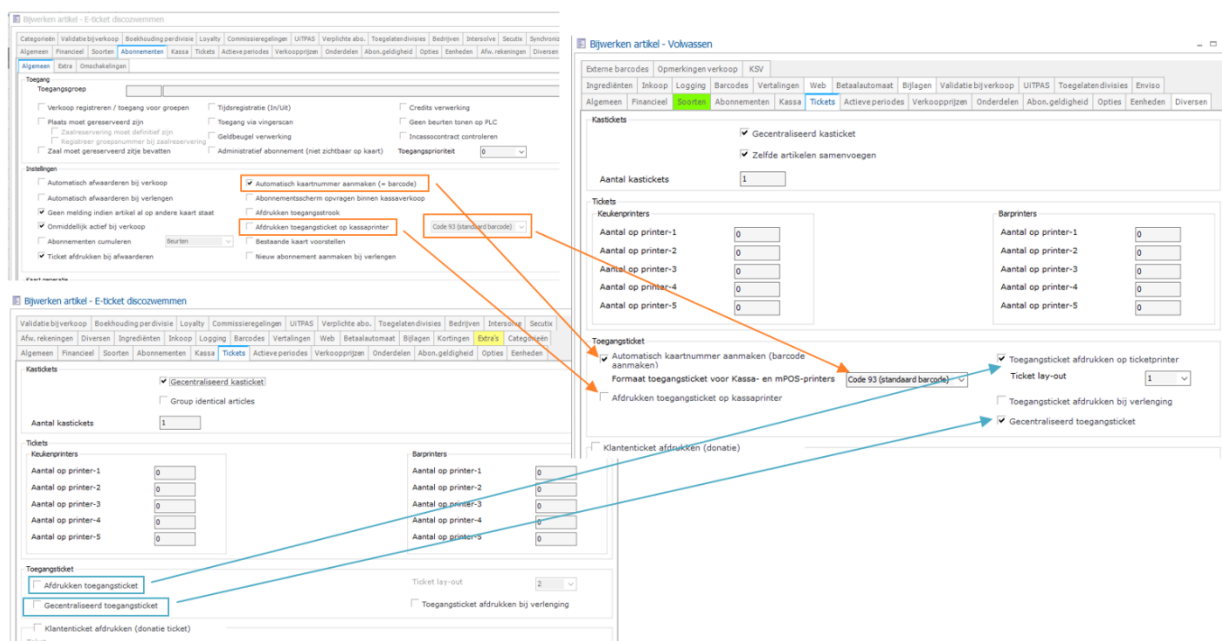 Bijwerken artikel - E-ticket discozwemmen
Categorieën Validatie bij verkoop Boekhouding per divisie Loyalty Commissieregelingen UiTPAS Verplichte abo. Toegelaten divisies Bedrijven Intersolve Secutix
Algemeen Financieel Soorten Abonnementen Kassa Tickets Actieve periodes Verkoopprijzen Onderdelen Abon.geldigheid Opties Eenheden Afw. rekeningen Diversen
Algemeen Extra Omschakelingen
Toegang
Toegangsgroep
Verkoop registreren / toegang voor groepen Tijdsregistratie (In/Uit) Credits verwerking
Plaats moet gereserveerd zijn Toegang via vingerscan Geen beurten tonen op PLC
Zaalreservering moet definitief zijn
Registreer groepsnummer bij zaalreservering Geldbeugel verwerking Incassocontract controleren
Zaal moet gereserveerd zitje bevatten Administratief abonnement (niet zichtbaar op kaart) Toegangsprioriteit 0
Instellingen
Automatisch afwaarderen bij verkoop Automatisch kaartnummer aanmaken (= barcode)
Automatisch afwaarderen bij verlengen Abonnementsscherm opvragen binnen kassaverkoop
Geen melding indien artikel al op andere kaart staat Afdrukken toegangsstrook
Onmiddelijk actief bij verkoop Afdrukken toegangsticket op kassaprinter Code 93 (standaard barcode)
Abonnementen cumuleren Beurten Bestaande kaart voorstellen
Ticket afdrukken bij afwaarderen Nieuw abonnement aanmaken bij verlengen
Kaart generatie
Bijwerken artikel - Volwassen
Externe barcodes Opmerkingen verkoop KSV
Ingrediënten Inkoop Logging Barcodes Vertalingen Web Betaalautomaat Bijlagen Validatie bij verkoop UiTPAS Toegelaten divisies Enviso
Algemeen Financieel Soorten Abonnementen Kassa Tickets Actieve periodes Verkoopprijzen Onderdelen Abon.geldigheid Opties Eenheden Diversen
Kastickets
Gecentraliseerd kasticket
Zelfde artikelen samenvoegen
Aantal kastickets 1
Tickets
Keukenprinters Barprinters
Aantal op printer-1 0 Aantal op printer-1 0
Aantal op printer-2 0 Aantal op printer-2 0
Aantal op printer-3 0 Aantal op printer-3 0
Aantal op printer-4 0 Aantal op printer-4 0
Aantal op printer-5 0 Aantal op printer-5 0
Toegangsticket
Automatisch kaartnummer aanmaken (barcode
aanmaken) Toegangsticket afdrukken op ticketprinter
Formaat toegangsticket voor Kassa- en mPOS-printers Code 93 (standaard barcode) Ticket lay-out 1
Afdrukken toegangsticket op kassaprinter Toegangsticket afdrukken bij verlenging
Gecentraliseerd toegangsticket
Klantenticket afdrukken (donatie)
Bijwerken artikel - E-ticket discozwemmen
Validatie bij verkoop Boekhouding per divisie Loyalty Commissieregelingen UiTPAS Verplichte abo. Toegelaten divisies Bedrijven Intersolve Secutix
Afw. rekeningen Diversen Ingrediënten Inkoop Logging Barcodes Vertalingen Web Betaalautomaat Bijlagen Kortingen Extra's Categorieën
Algemeen Financieel Soorten Abonnementen Kassa Tickets Actieve periodes Verkoopprijzen Onderdelen Abon.geldigheid Opties Eenheden
Kastickets
Gecentraliseerd kasticket
Group identical articles
Aantal kastickets 1
Tickets
Keukenprinters Barprinters
Aantal op printer-1 0 Aantal op printer-1 0
Aantal op printer-2 0 Aantal op printer-2 0
Aantal op printer-3 0 Aantal op printer-3 0
Aantal op printer-4 0 Aantal op printer-4 0
Aantal op printer-5 0 Aantal op printer-5 0
Toegangsticket
Afdrukken toegangsticket Ticket lay-out 2
Gecentraliseerd toegangsticket Toegangsticket afdrukken bij verlenging
Klantenticket afdrukken (donatie ticket)